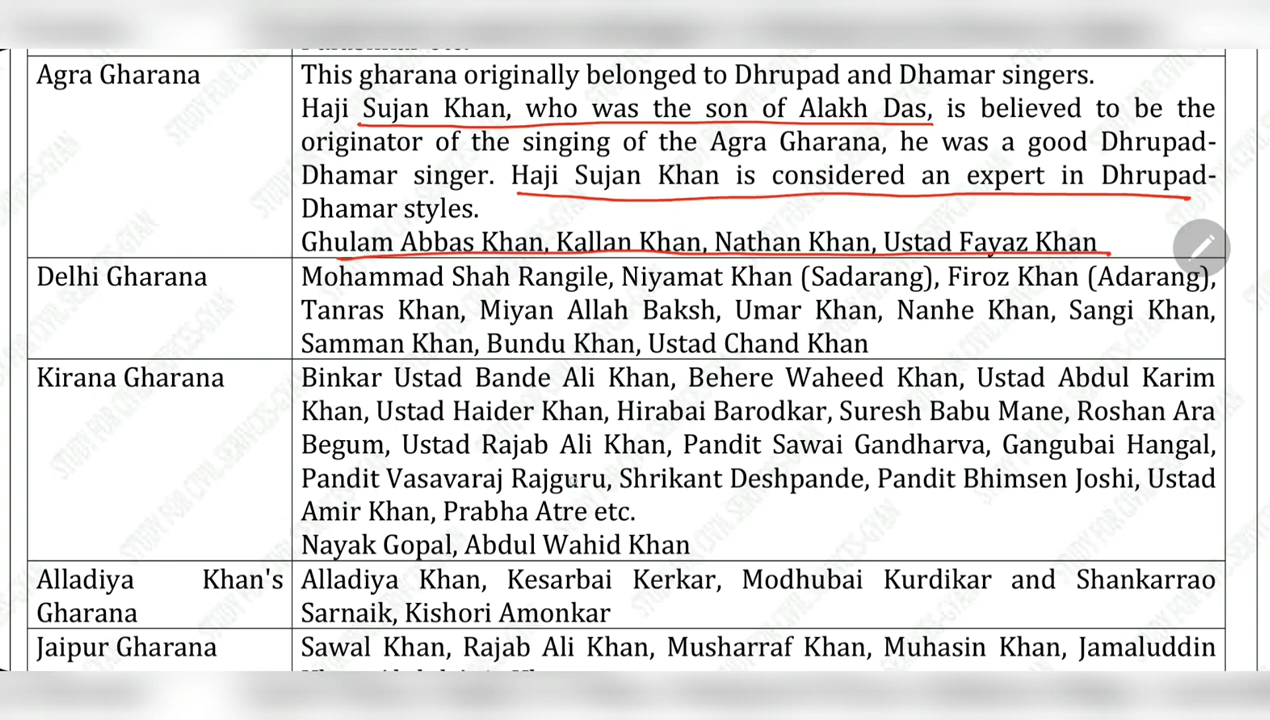 Agra Gharana
This gharana originally belonged to Dhrupad and Dhamar singers.
Haji Sujan Khan, who was the son of Alakh Das, is believed to be the
originator of the singing of the Agra Gharana, he was a good Dhrupad-
Dhamar singer. Haji Sujan Khan is considered an expert in Dhrupad-
Dhamar styles.
Ghulam Abbas Khan, Kallan Khan, Nathan Khan, Ustad Fayaz Khan
Delhi Gharana
Mohammad Shah Rangile, Niyamat Khan (Sadarang), Firoz Khan (Adarang),
Tanras Khan, Miyan Allah Baksh, Umar Khan, Nanhe Khan, Sangi Khan,
Samman Khan, Bundu Khan, Ustad Chand Khan
Kirana Gharana
Binkar Ustad Bande Ali Khan, Behere Waheed Khan, Ustad Abdul Karim
Khan, Ustad Haider Khan, Hirabai Barodkar, Suresh Babu Mane, Roshan Ara
Begum, Ustad Rajab Ali Khan, Pandit Sawai Gandharva, Gangubai Hangal,
Pandit Vasavaraj Rajguru, Shrikant Deshpande, Pandit Bhimsen Joshi, Ustad
Amir Khan, Prabha Atre etc.
Nayak Gopal, Abdul Wahid Khan
Alladiya Khan's
Gharana
Alladiya Khan, Kesarbai Kerkar, Modhubai Kurdikar and Shankarrao
Sarnaik, Kishori Amonkar
Jaipur Gharana
Sawal Khan, Rajab Ali Khan, Musharraf Khan, Muhasin Khan, Jamaluddin